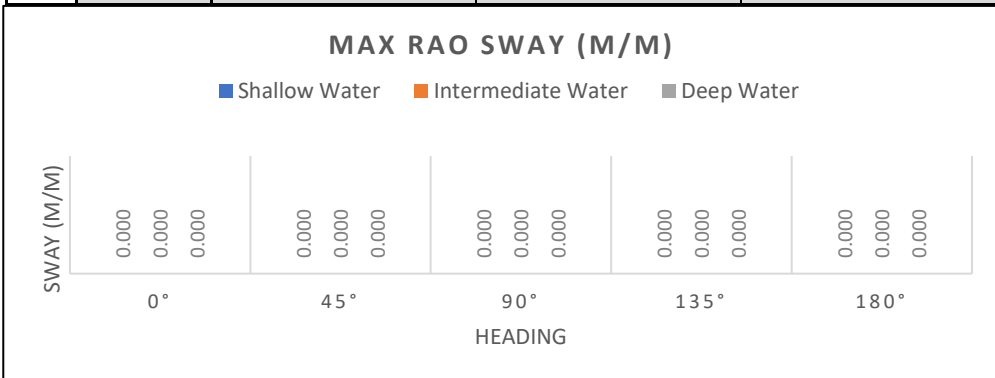 MAX RAO SWAY (M/M)
Shallow Water Intermediate Water Deep Water
SWAY (M/M)
0.000 0.000 0.000 0.000 0.000 0.000 0.000 0.000 0.000 0.000 0.000 0.000 0.000 0.000 0.000
0° 45° 90° 135° 180°
HEADING